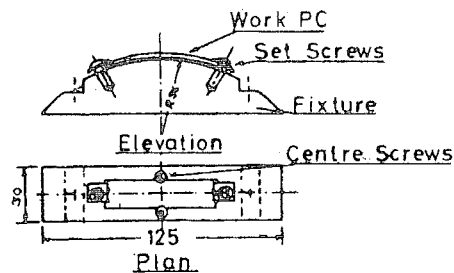 Work PC
Set Screws
Fixture
Elevation
Centre Screws
30
125
Plan